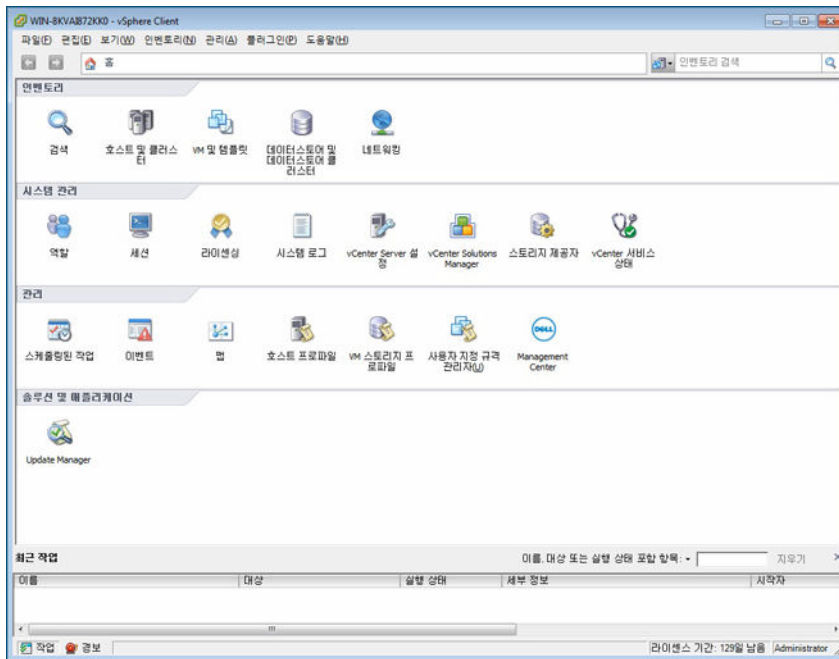 WIN-8KVAI872KK0 - vSphere Client
파일(F) 편집(E) 보기(W) 인벤토리(N) 관리(A) 플러그인(P) 도움말(H)
홈
인벤토리 검색
인벤토리
검색
호스트 및 클러스
터
VM 및 템플릿
데이터스토어 및
데이터스토어 클
러스터
네트워킹
시스템 관리
역할
세션
라이센싱
시스템 로그
vCenter Server 설
정
vCenter Solutions
Manager
스토리지 제공자
vCenter 서비스
상태
관리
스케줄링된 작업
이벤트
맵
호스트 프로파일
VM 스토리지 프
로파일
사용자 지정 규격
관리자(U)
DELL
Management
Center
솔루션 및 애플리케이션
Update Manager
최근 작업
이름, 대상 또는 실행 상태 포함 항목:
지우기
이름 대상 실행 상태 세부 정보 시작자
작업 경보
라이센스 기간: 129일 남음 Administrator